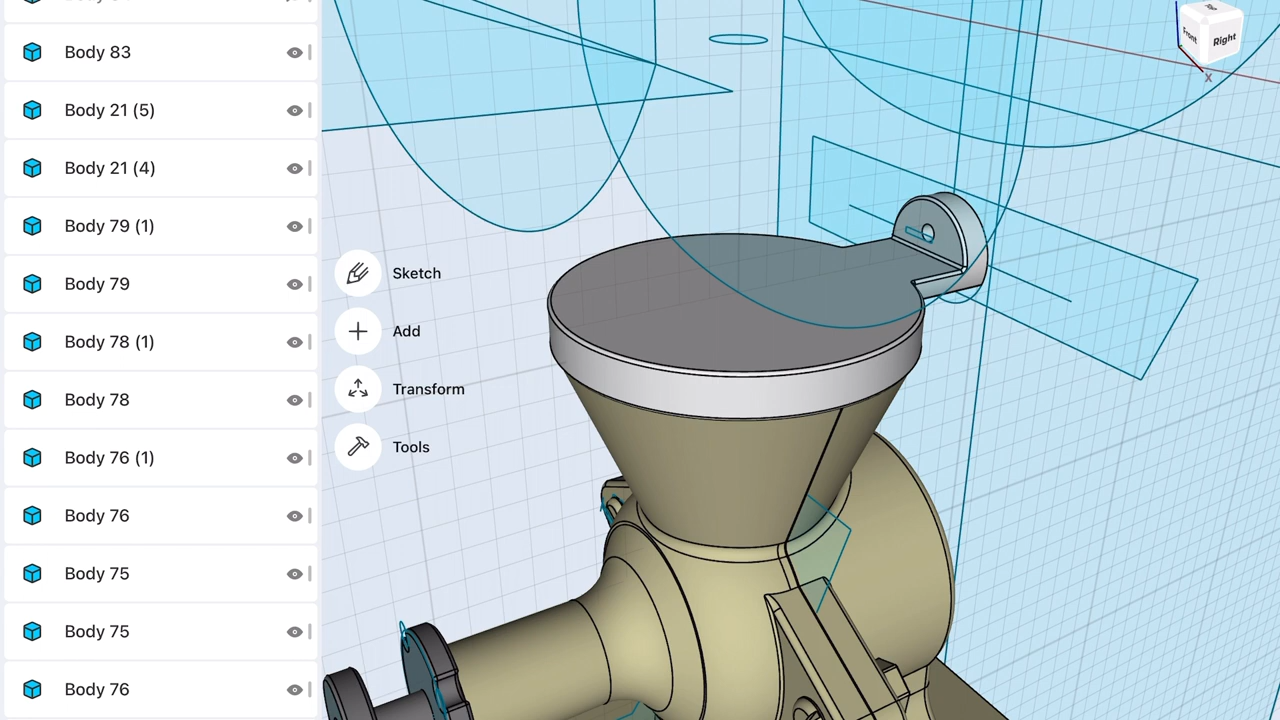 Body 83
Body 21 (5)
Body 21 (4)
Body 79 (1)
Body 79
Body 78 (1)
Body 78
Body 76 (1)
Body 76
Body 75
Body 75
Body 76
Sketch
Add
Transform
Tools
Top
Front
Right
X